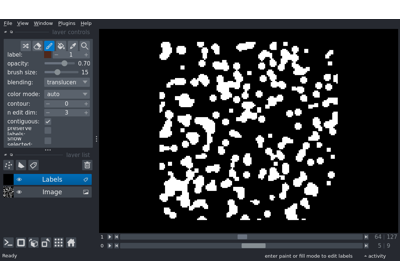 File View Window Plugins Help
layer controls
label: 1
opacity: 0.70
brush size: 15
blending: translucen
color mode: auto
contour: 0
n edit dim: 3
contiguous:
preserve labels:
show selected:
layer list
Labels
Image
1 64 127
0 5 9
Ready
enter paint or fill mode to edit labels
activity